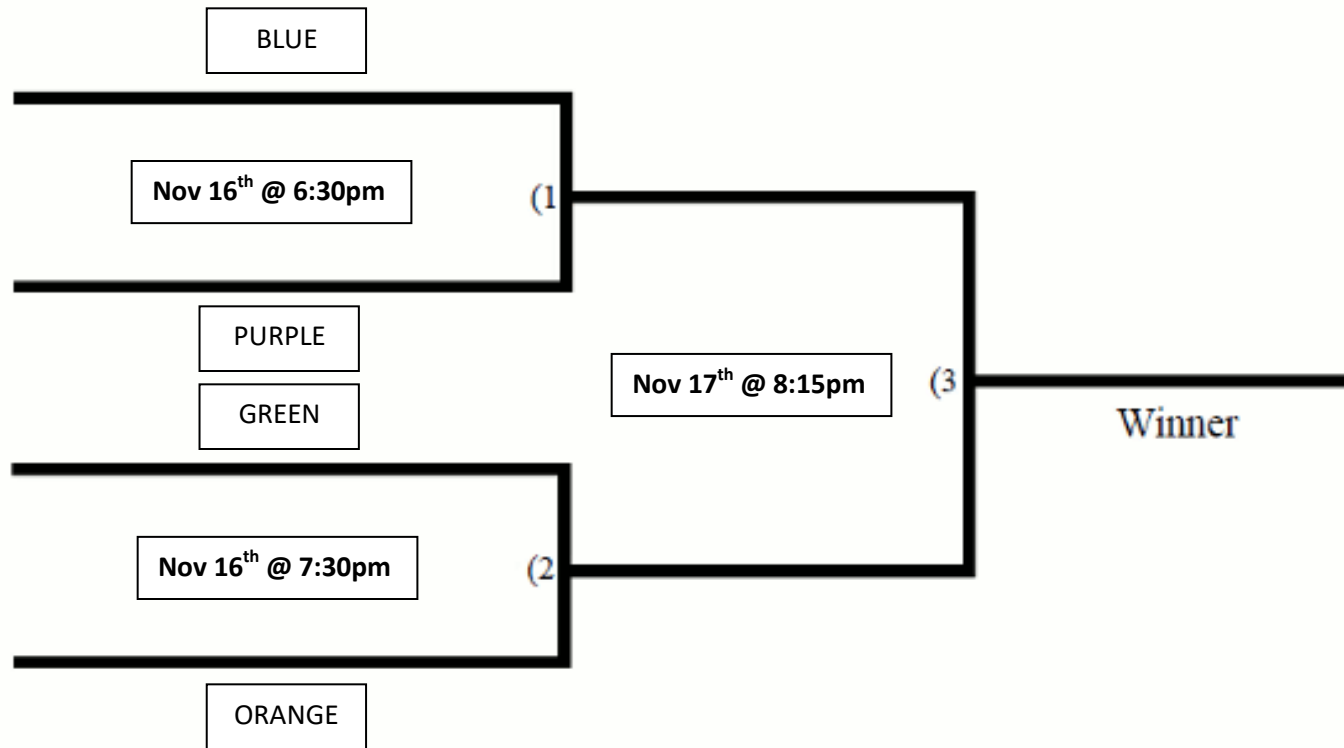 BLUE
Nov 16th @ 6:30pm
(1
PURPLE
GREEN
Nov 17th @ 8:15pm
(3
Winner
Nov 16th @ 7:30pm
(2
ORANGE